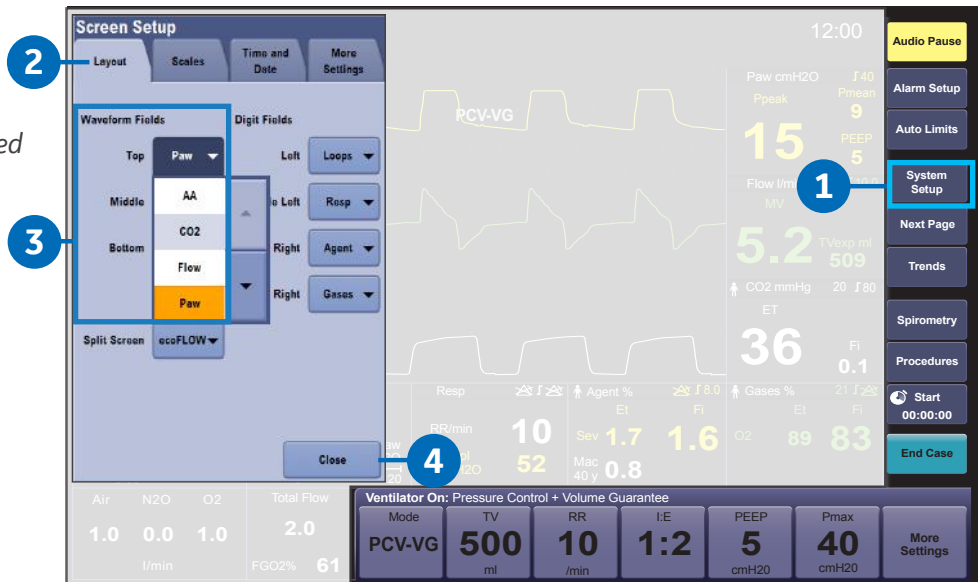 Screen Setup
Layout
Scales
Time and
Date
More
Settings
2
ed
Waveform Fields
Digit Fields
Top
Paw
Left
Loops
Middle
AA
Left
Resp
CO2
Bottom
Right
Agent
3
Flow
Paw
Right
Gases
Split Screen
ecoFLOW
Close
4
12:00
PCV-VG
Paw cmH2O
40
Ppeak
Pmean
15
9
PEEP
5
Flow l/m
MV
5.2
TVexp ml
509
CO2 mmHg 20 80
ET
36
Fi
0.1
Resp
RR/min
10
H2O
52
20
Agent %
8.0
Et
Fi
Sev 1.7
1.6
Mac
40 y 0.8
Gases %
21
Et
Fi
O2
89
83
Audio Pause
Alarm Setup
Auto Limits
1
System
Setup
Next Page
Trends
Spirometry
Procedures
Start
00:00:00
End Case
Air
N2O
O2
Total Flow
1.0
0.0
1.0
2.0
l/min
FGO2% 61
Ventilator On: Pressure Control + Volume Guarantee
Mode
PCV-VG
TV
500
ml
RR
10
/min
I:E
1:2
PEEP
5
cmH20
Pmax
40
cmH20
More
Settings